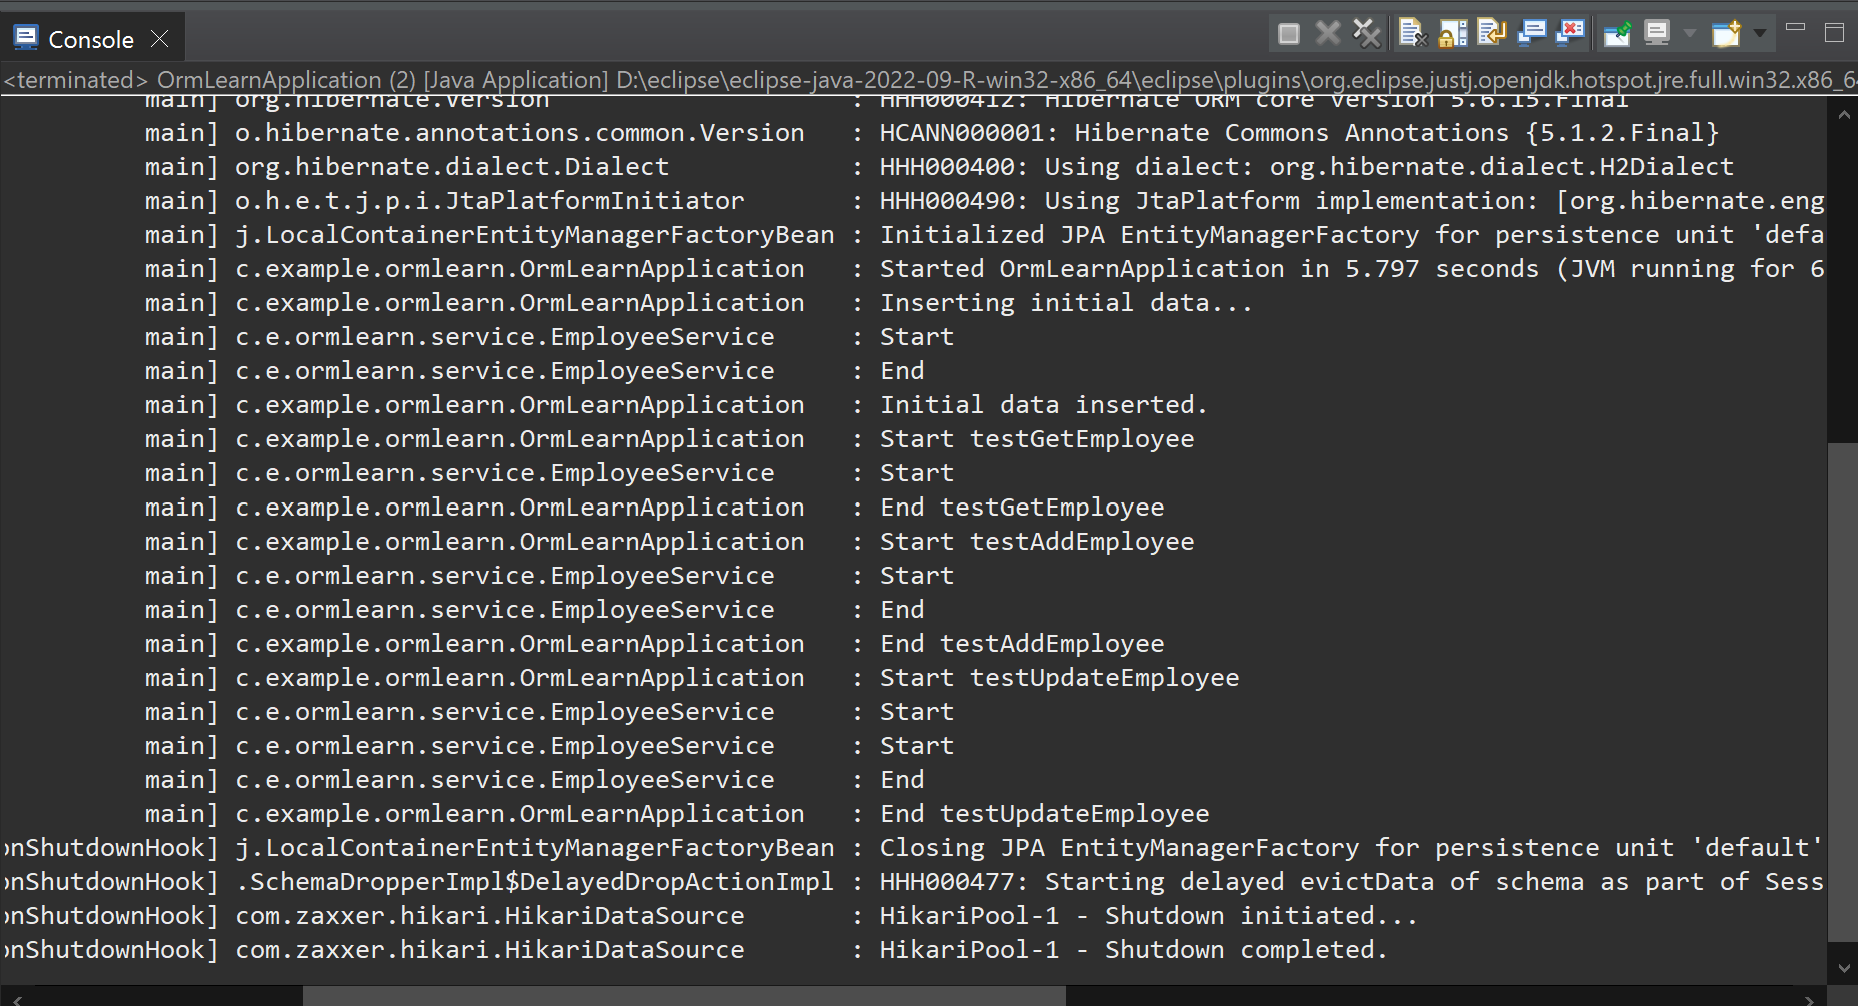 Console
<terminated> OrmLearnApplication (2) [Java Application] D:\eclipse\eclipse-java-2022-09-R-win32-x86_64\eclipse\plugins\org.eclipse.justj.openjdk.hotspot.jre.full.win32.x86_6
main] org.hibernate.Version : HHH000412: Hibernate ORM core version 5.6.15.Final
main] o.hibernate.annotations.common.Version : HCANN000001: Hibernate Commons Annotations {5.1.2.Final}
main] org.hibernate.dialect.Dialect : HHH000400: Using dialect: org.hibernate.dialect.H2Dialect
main] o.h.e.t.j.p.i.JtaPlatformInitiator : HHH000490: Using JtaPlatform implementation: [org.hibernate.eng
main] j.LocalContainerEntityManagerFactoryBean : Initialized JPA EntityManagerFactory for persistence unit 'defa
main] c.example.ormlearn.OrmLearnApplication : Started OrmLearnApplication in 5.797 seconds (JVM running for 6
main] c.example.ormlearn.OrmLearnApplication : Inserting initial data...
main] c.e.ormlearn.service.EmployeeService : Start
main] c.e.ormlearn.service.EmployeeService : End
main] c.example.ormlearn.OrmLearnApplication : Initial data inserted.
main] c.example.ormlearn.OrmLearnApplication : Start testGetEmployee
main] c.e.ormlearn.service.EmployeeService : Start
main] c.example.ormlearn.OrmLearnApplication : End testGetEmployee
main] c.example.ormlearn.OrmLearnApplication : Start testAddEmployee
main] c.e.ormlearn.service.EmployeeService : Start
main] c.e.ormlearn.service.EmployeeService : End
main] c.example.ormlearn.OrmLearnApplication : End testAddEmployee
main] c.example.ormlearn.OrmLearnApplication : Start testUpdateEmployee
main] c.e.ormlearn.service.EmployeeService : Start
main] c.e.ormlearn.service.EmployeeService : Start
main] c.e.ormlearn.service.EmployeeService : End
main] c.example.ormlearn.OrmLearnApplication : End testUpdateEmployee
onShutdownHook] j.LocalContainerEntityManagerFactoryBean : Closing JPA EntityManagerFactory for persistence unit 'default'
onShutdownHook] .SchemaDropperImpl$DelayedDropActionImpl : HHH000477: Starting delayed evictData of schema as part of Sess
onShutdownHook] com.zaxxer.hikari.HikariDataSource : HikariPool-1 - Shutdown initiated...
onShutdownHook] com.zaxxer.hikari.HikariDataSource : HikariPool-1 - Shutdown completed.